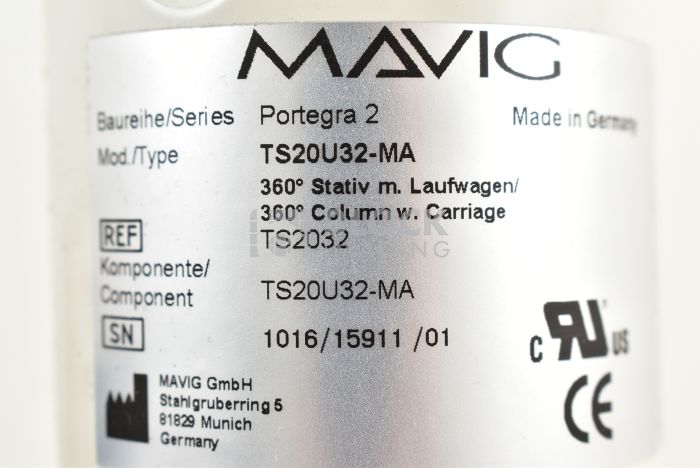 MAVIG
Baureihe/Series Portegra 2 Made in Germany
Mod./Type TS20U32-MA
360° Stativ m. Laufwagen/
360° Column w. Carriage
REF TS2032
Komponente/
Component TS20U32-MA
SN 1016/15911 /01
c RU US
MAVIG GmbH
Stahlgruberring 5
81829 Munich
Germany
CE